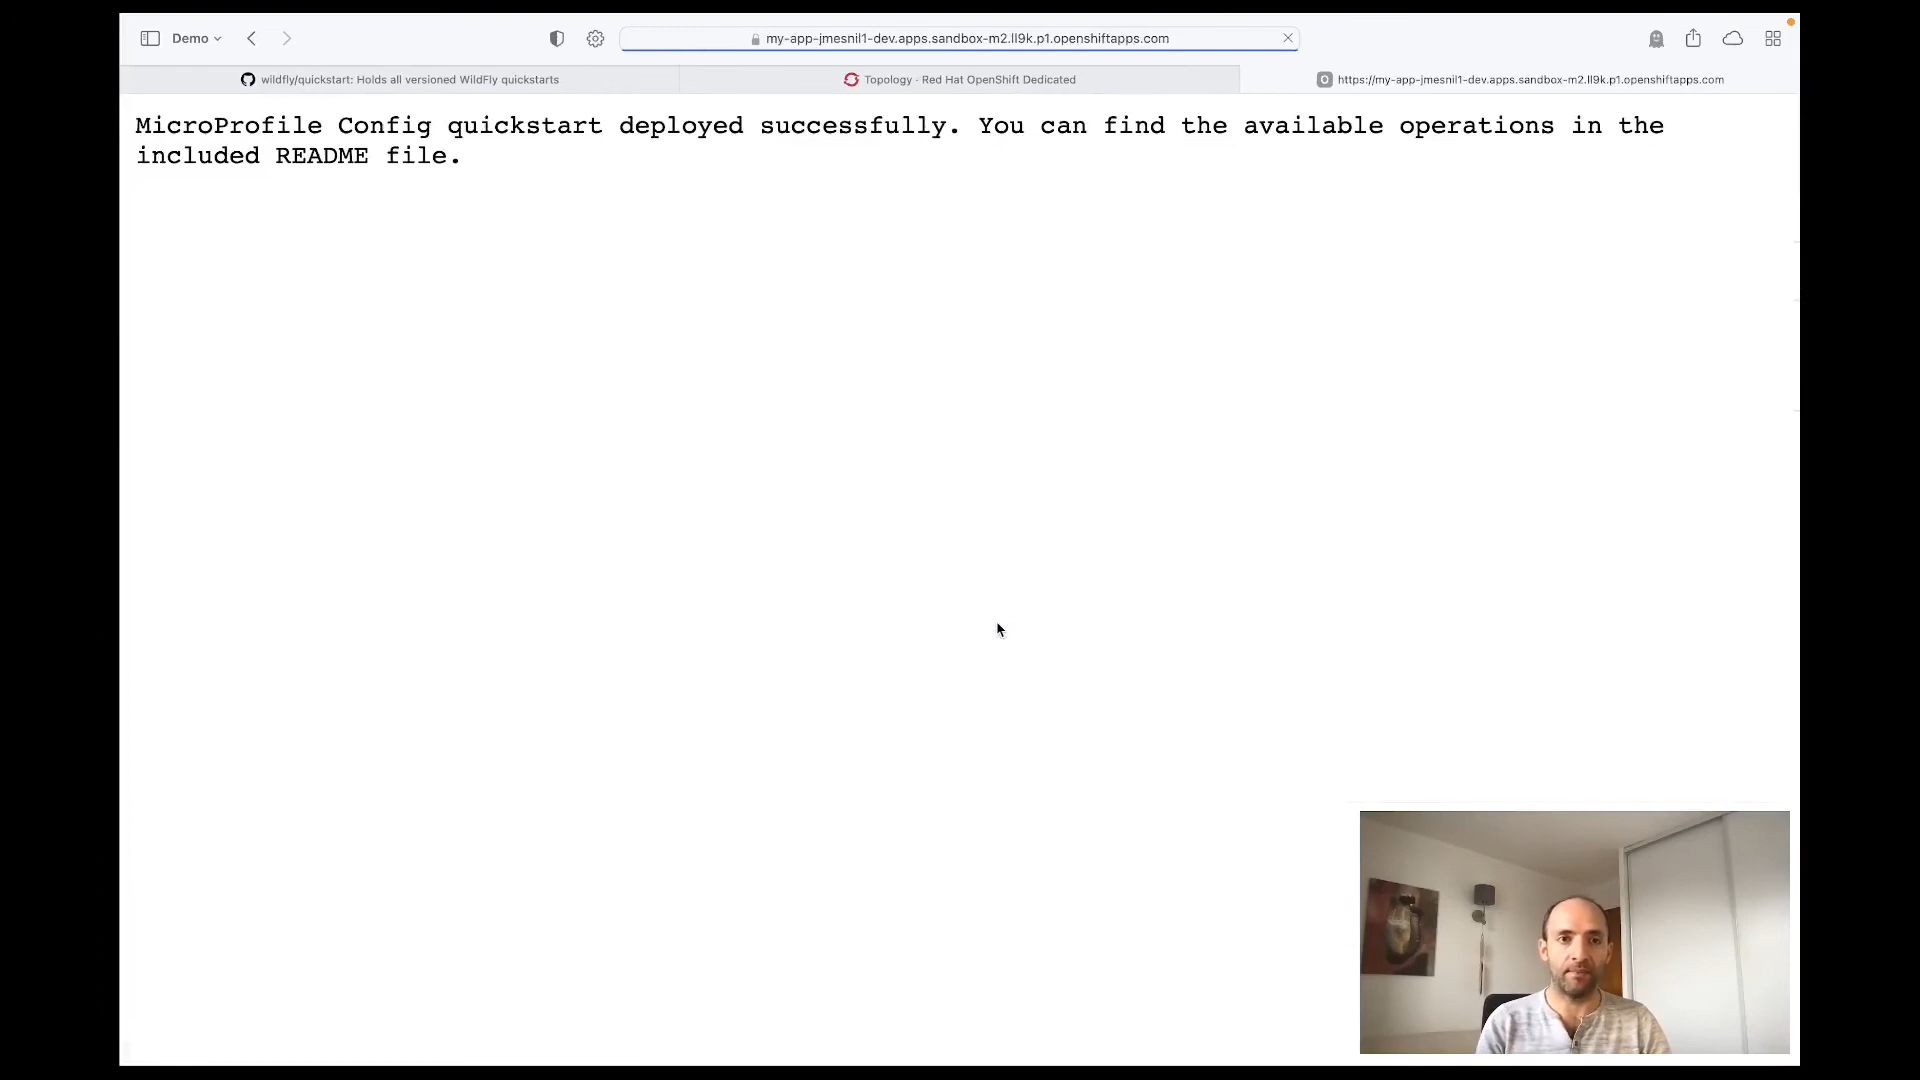 Demo
my-app-jmesnil1-dev.apps.sandbox-m2.ll9k.p1.openshiftapps.com
wildfly/quickstart: Holds all versioned WildFly quickstarts
Topology · Red Hat OpenShift Dedicated
O https://my-app-jmesnil1-dev.apps.sandbox-m2.ll9k.p1.openshiftapps.com
MicroProfile Config quickstart deployed successfully. You can find the available operations in the
included README file.